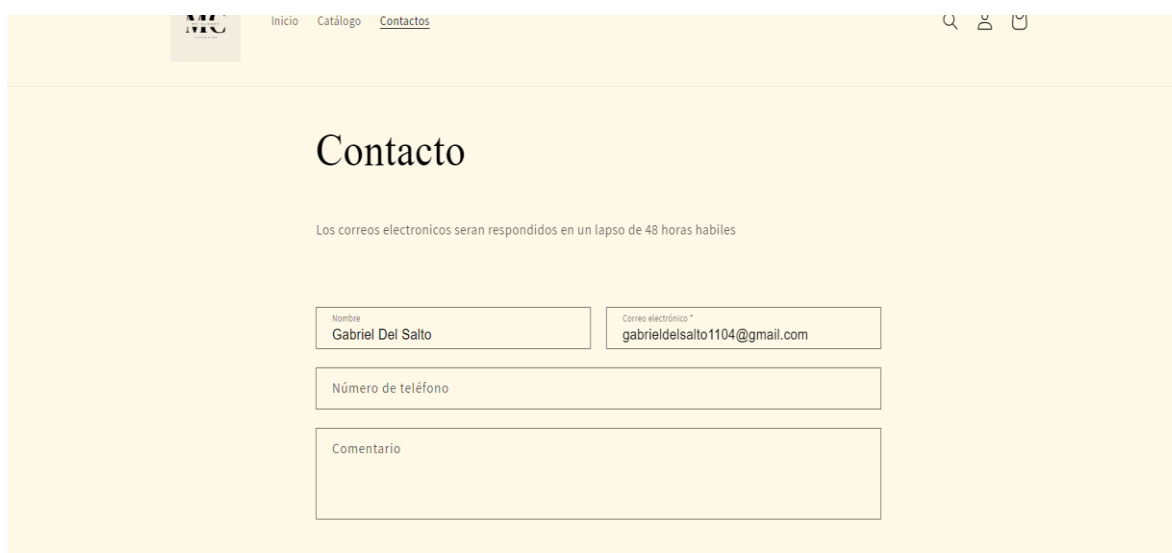 MC
Inicio Catálogo Contactos
Contacto
Los correos electronicos seran respondidos en un lapso de 48 horas habiles
Nombre
Gabriel Del Salto
Correo electrónico *
gabrieldelsalto1104@gmail.com
Número de teléfono
Comentario